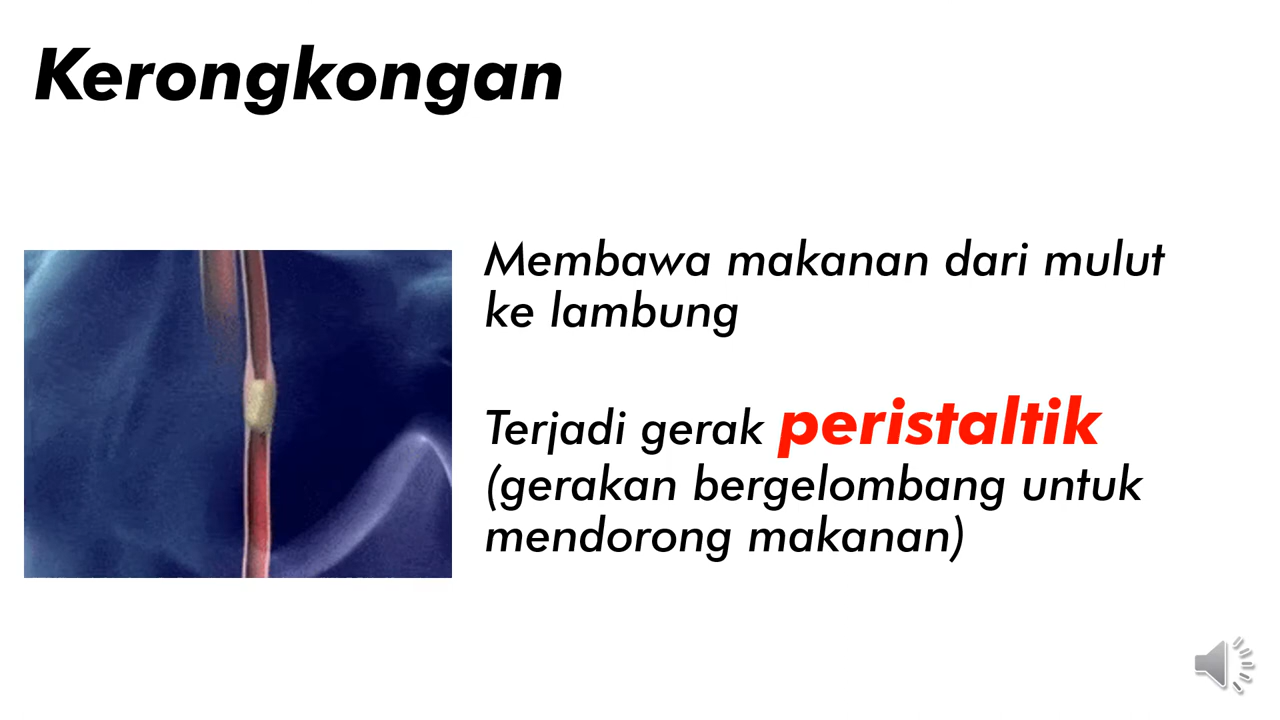 Kerongkongan
Membawa makanan dari mulut
ke lambung
Terjadi gerak peristaltik
(gerakan bergelombang untuk
mendorong makanan)